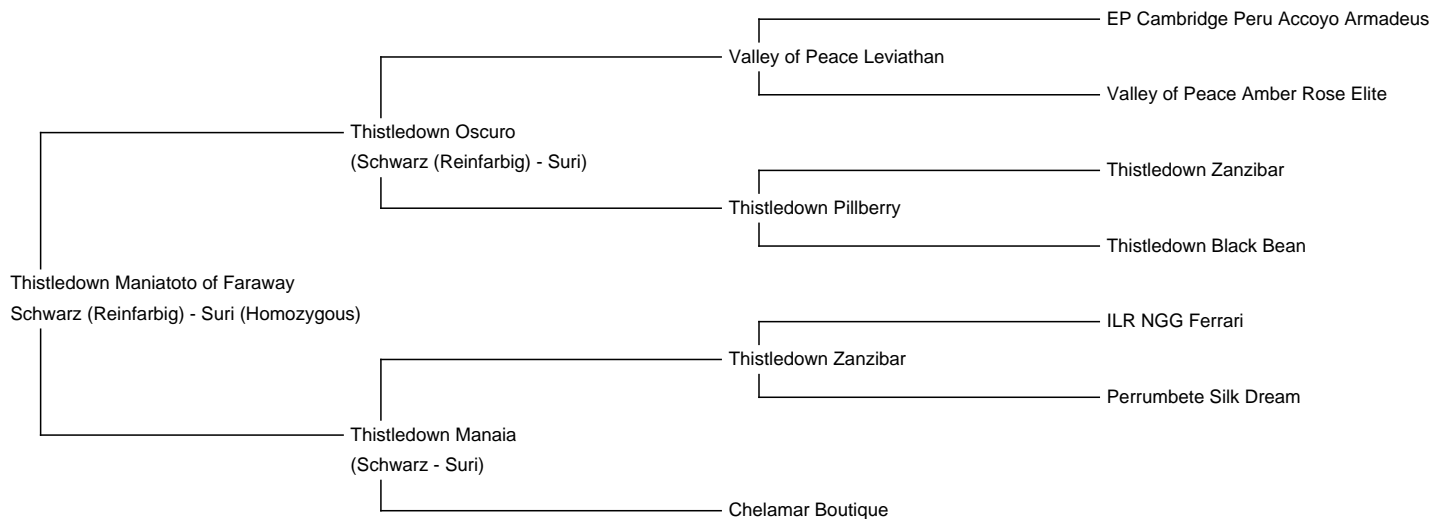 EP Cambridge Peru Accoyo Armadeus
Valley of Peace Leviathan
Valley of Peace Amber Rose Elite
Thistledown Oscuro
(Schwarz (Reinfarbig) - Suri)
Thistledown Zanzibar
Thistledown Pillberry
Thistledown Black Bean
Thistledown Maniatoto of Faraway
Schwarz (Reinfarbig) - Suri (Homozygous)
ILR NGG Ferrari
Thistledown Zanzibar
Perrumbete Silk Dream
Thistledown Manaia
(Schwarz - Suri)
Chelamar Boutique